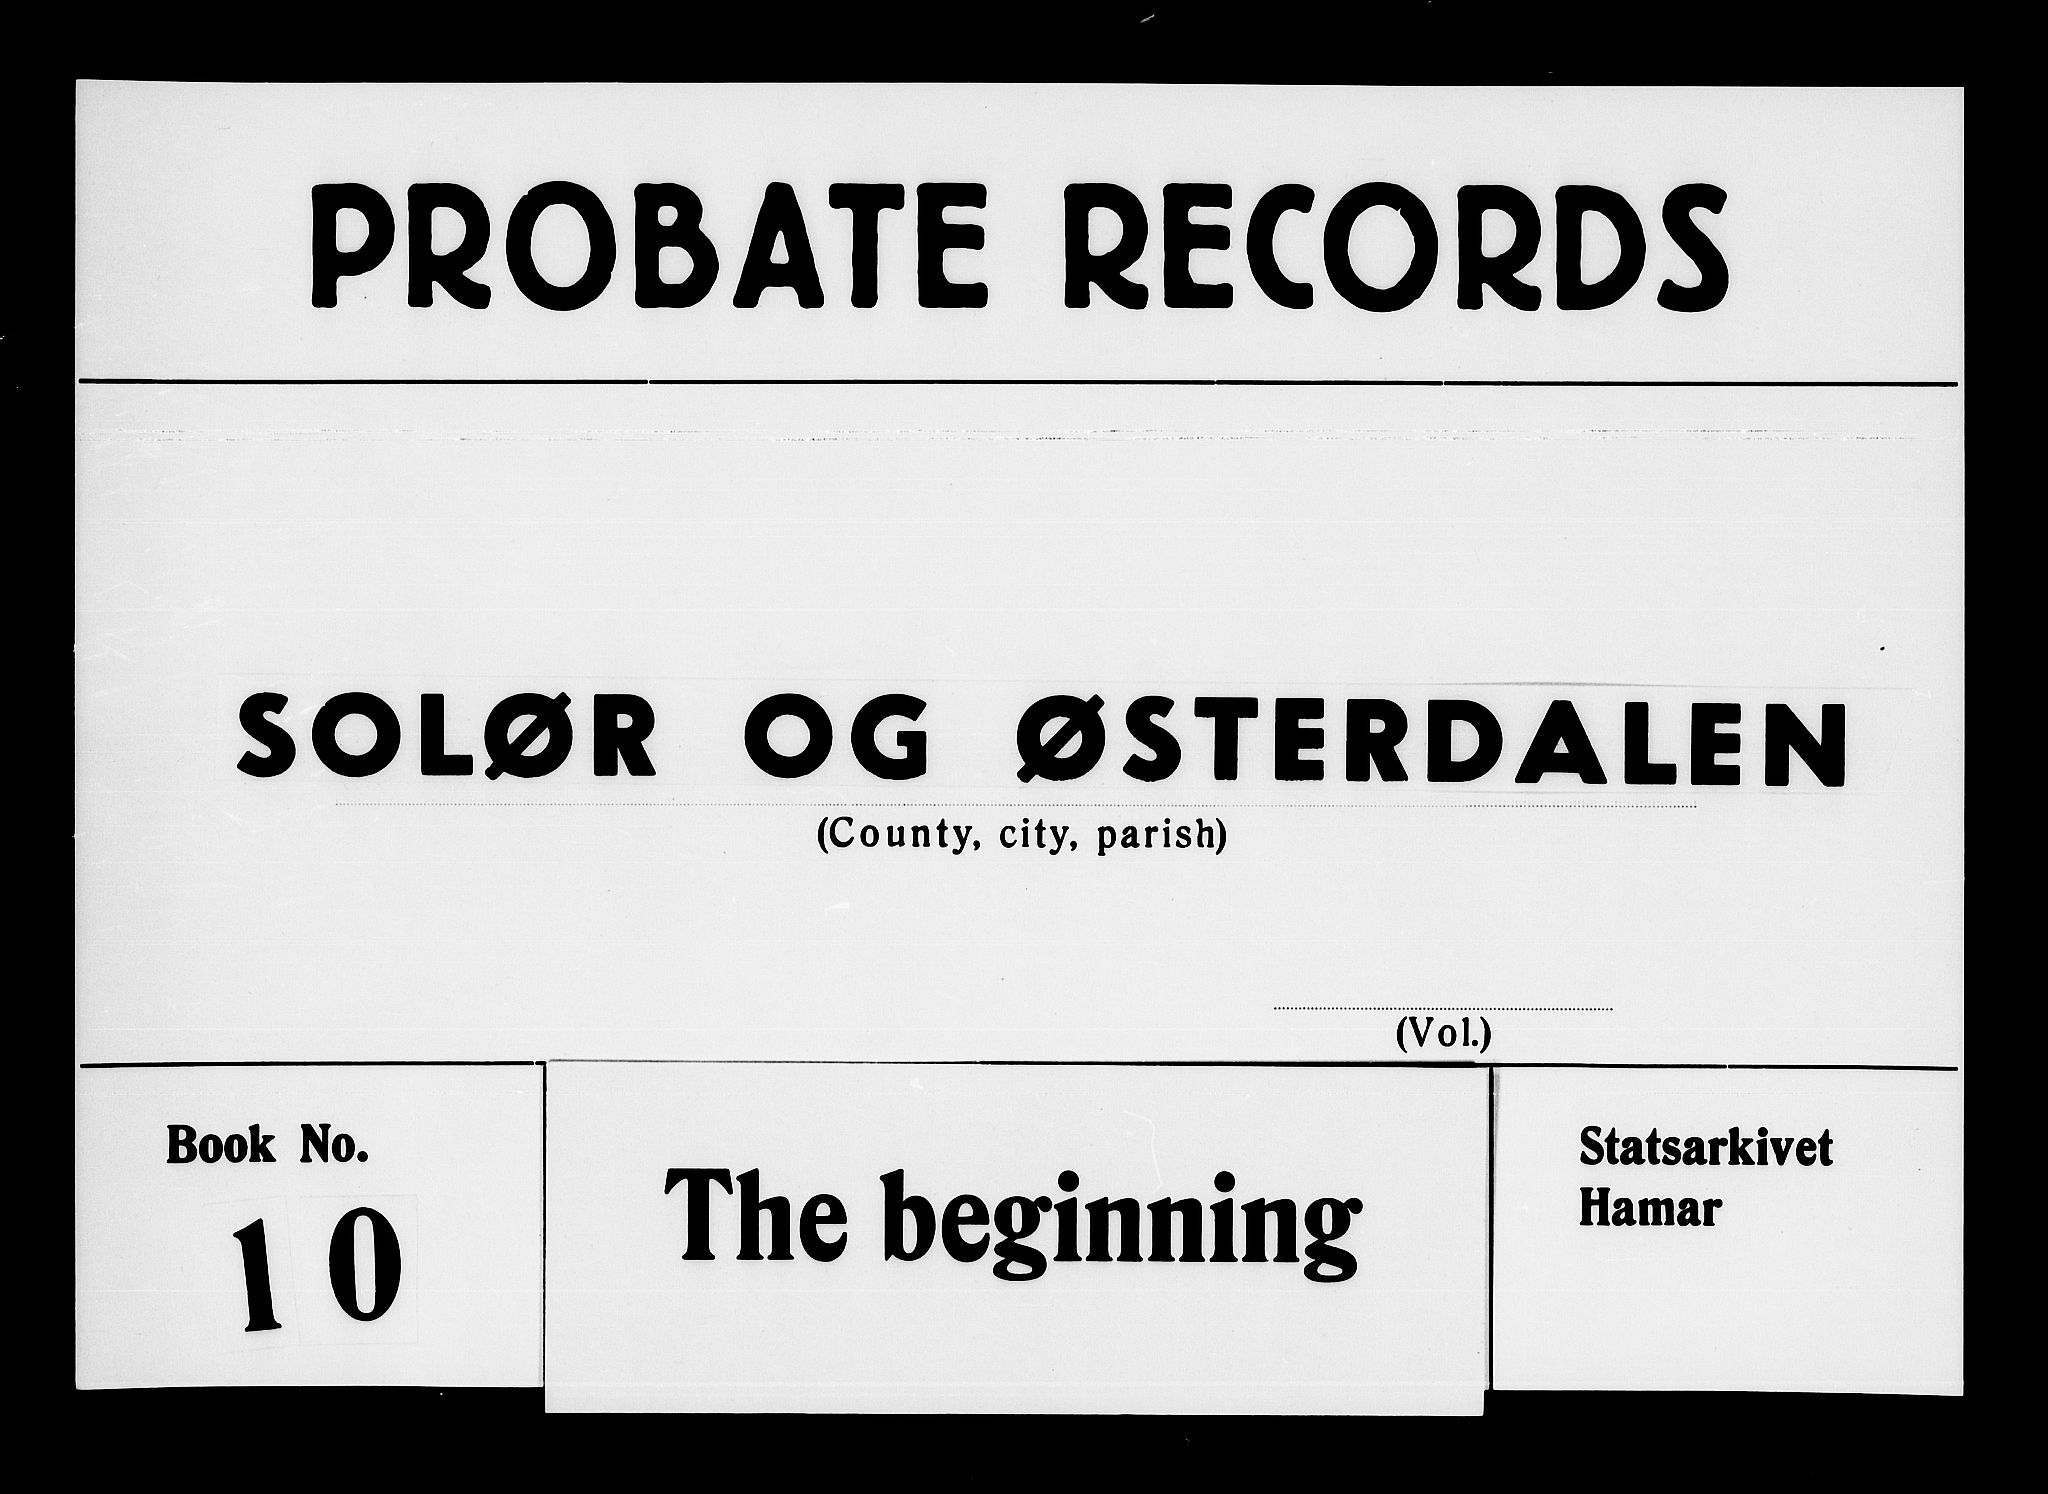 PROBATE RECORDS
SOLØR OG ØSTERDALEN
(County, city, parish)
(Vol.)
Book No.
10
The beginning
Statsarkivet
Hamar